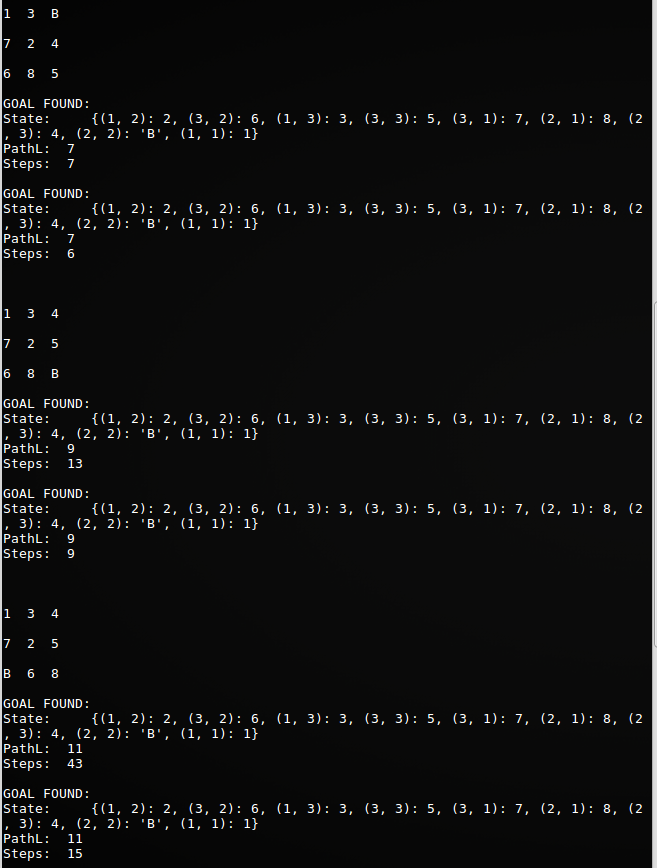 1  3  B
7  2  4
6  8  5
GOAL FOUND:
State:     {(1, 2): 2, (3, 2): 6, (1, 3): 3, (3, 3): 5, (3, 1): 7, (2, 1): 8, (2
, 3): 4, (2, 2): 'B', (1, 1): 1}
PathL:  7
Steps:  7
GOAL FOUND:
State:     {(1, 2): 2, (3, 2): 6, (1, 3): 3, (3, 3): 5, (3, 1): 7, (2, 1): 8, (2
, 3): 4, (2, 2): 'B', (1, 1): 1}
PathL:  7
Steps:  6
1  3  4
7  2  5
6  8  B
GOAL FOUND:
State:     {(1, 2): 2, (3, 2): 6, (1, 3): 3, (3, 3): 5, (3, 1): 7, (2, 1): 8, (2
, 3): 4, (2, 2): 'B', (1, 1): 1}
PathL:  9
Steps:  13
GOAL FOUND:
State:     {(1, 2): 2, (3, 2): 6, (1, 3): 3, (3, 3): 5, (3, 1): 7, (2, 1): 8, (2
, 3): 4, (2, 2): 'B', (1, 1): 1}
PathL:  9
Steps:  9
1  3  4
7  2  5
B  6  8
GOAL FOUND:
State:     {(1, 2): 2, (3, 2): 6, (1, 3): 3, (3, 3): 5, (3, 1): 7, (2, 1): 8, (2
, 3): 4, (2, 2): 'B', (1, 1): 1}
PathL:  11
Steps:  43
GOAL FOUND:
State:     {(1, 2): 2, (3, 2): 6, (1, 3): 3, (3, 3): 5, (3, 1): 7, (2, 1): 8, (2
, 3): 4, (2, 2): 'B', (1, 1): 1}
PathL:  11
Steps:  15